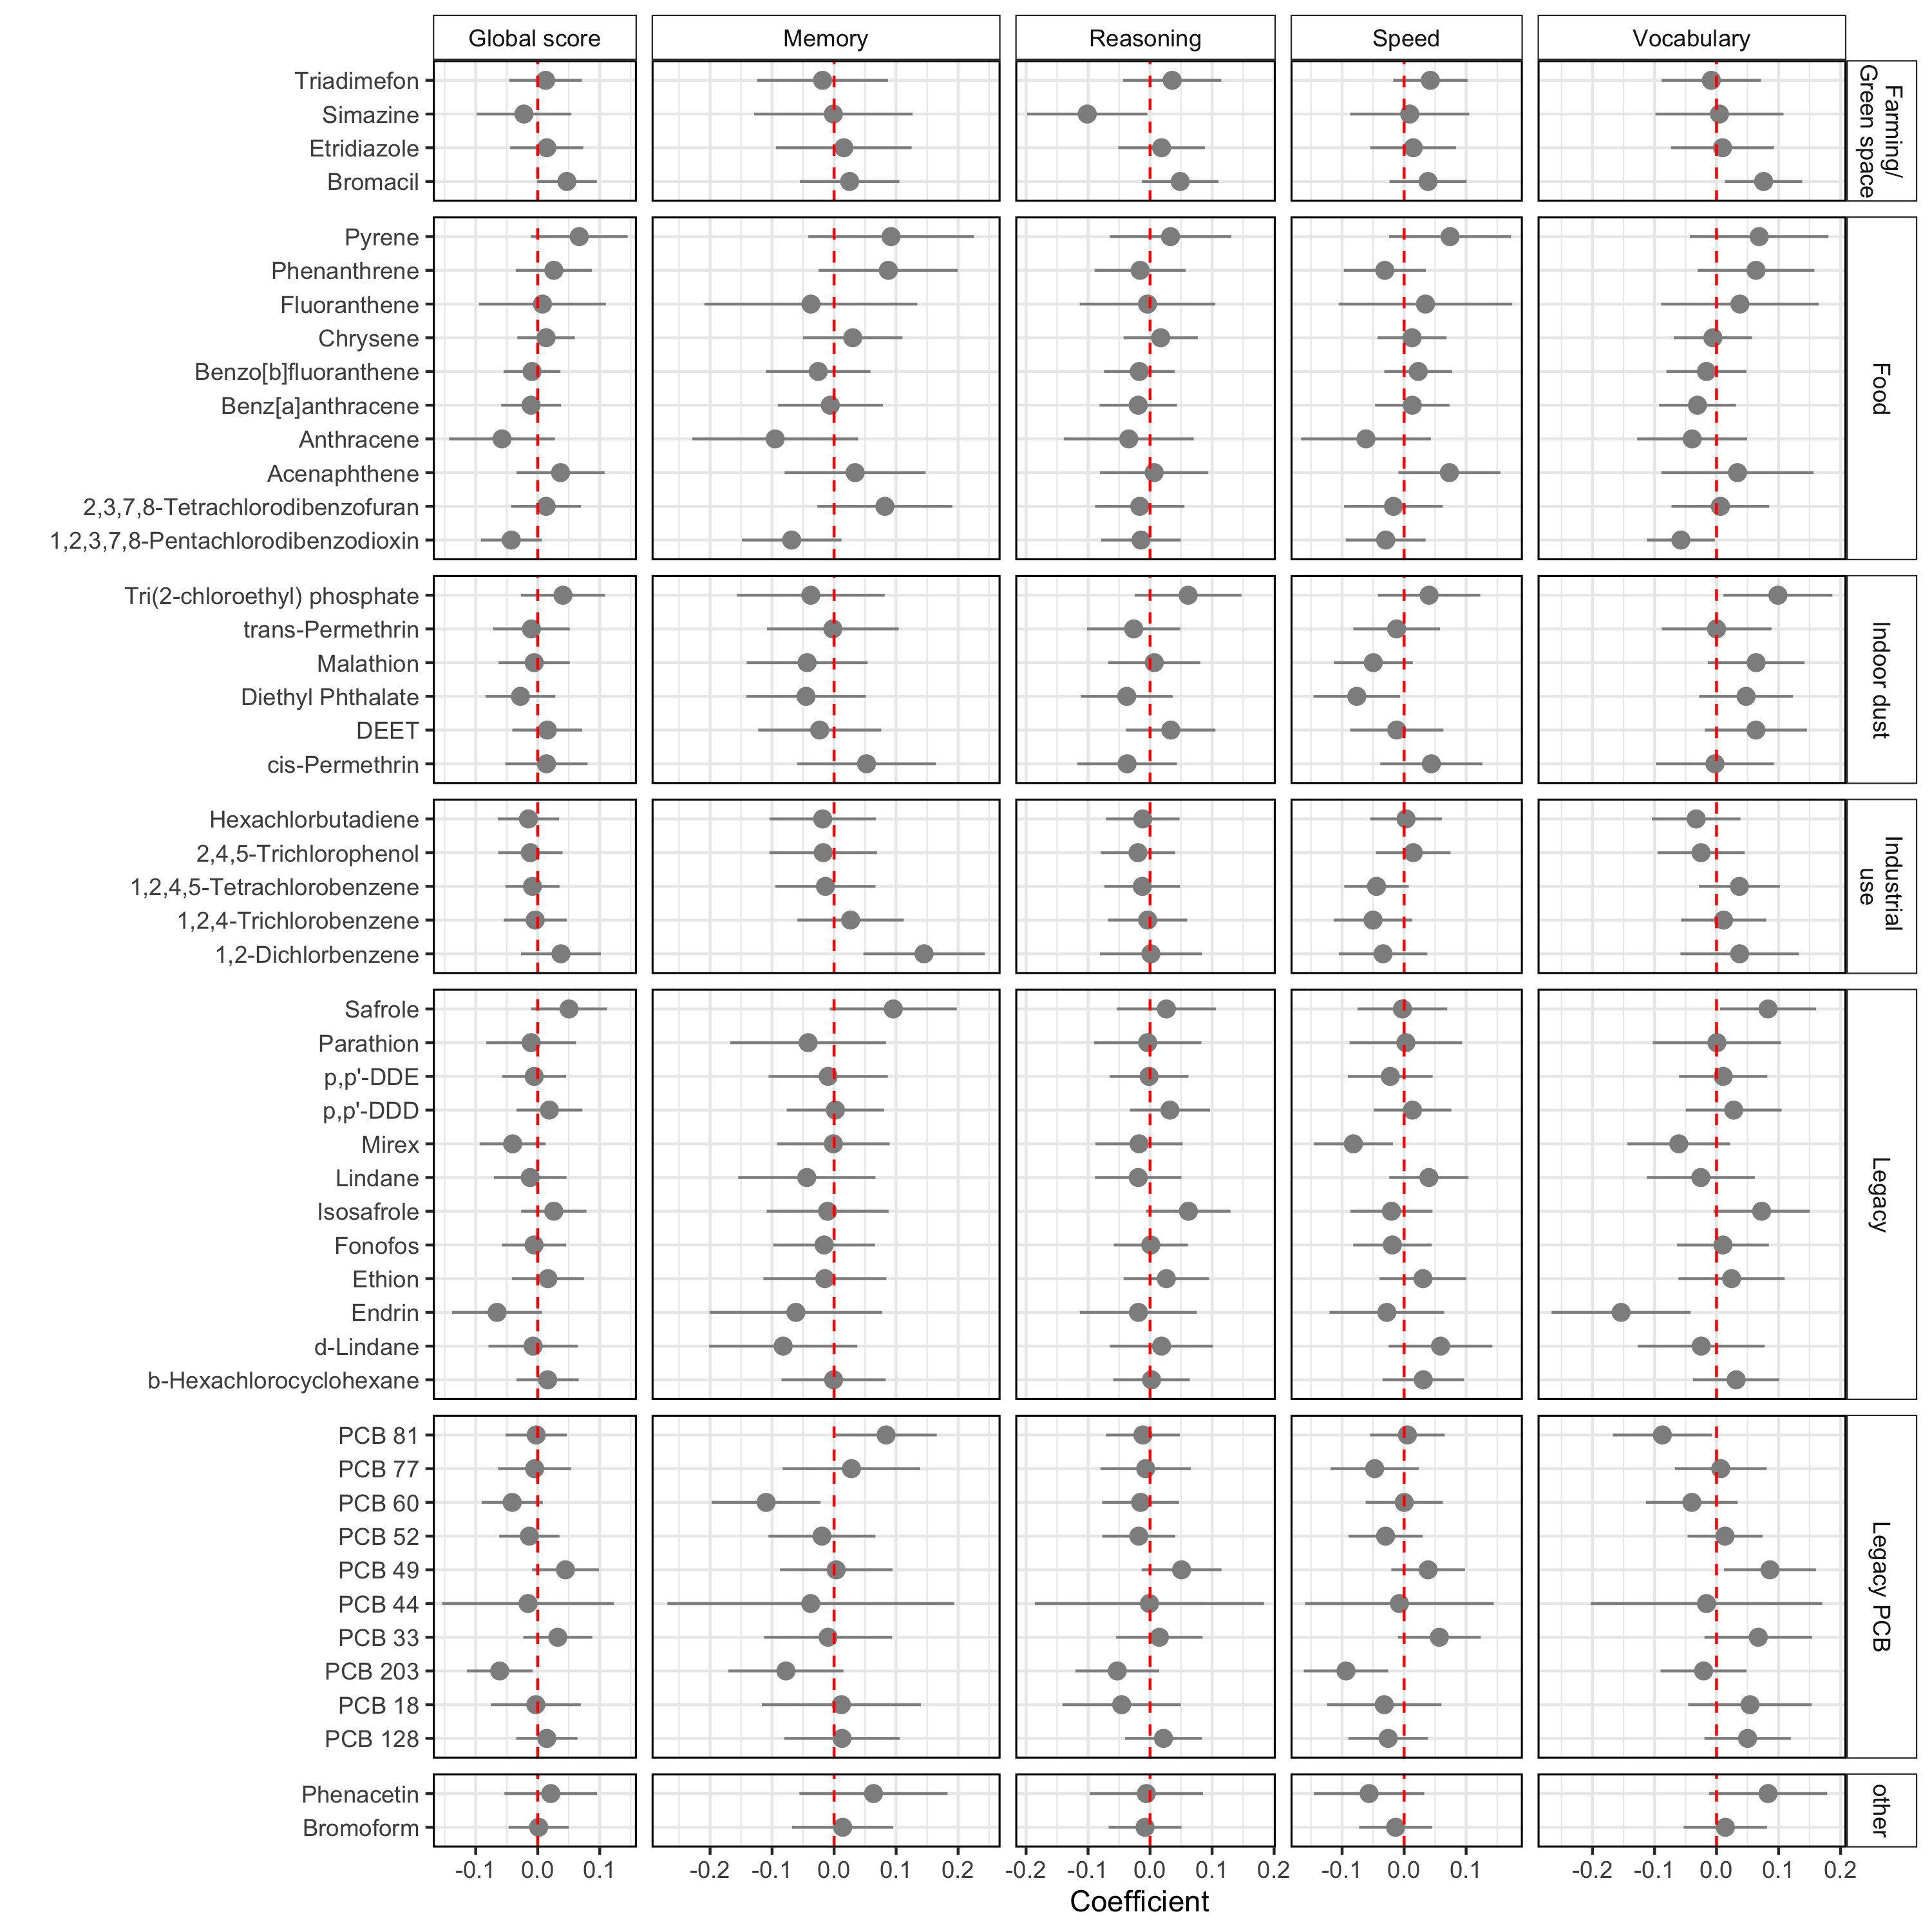 Global score Memory Reasoning Speed Vocabulary
Triadimefon
Simazine
Etridiazole
Bromacil
Farming/
Green space
Pyrene
Phenanthrene
Fluoranthene
Chrysene
Benzo[b]fluoranthene
Benz[a]anthracene
Anthracene
Acenaphthene
2,3,7,8-Tetrachlorodibenzofuran
1,2,3,7,8-Pentachlorodibenzodioxin
Food
Tri(2-chloroethyl) phosphate
trans-Permethrin
Malathion
Diethyl Phthalate
DEET
cis-Permethrin
Indoor dust
Hexachlorbutadiene
2,4,5-Trichlorophenol
1,2,4,5-Tetrachlorobenzene
1,2,4-Trichlorobenzene
1,2-Dichlorbenzene
Industrial
use
Safrole
Parathion
p,p'-DDE
p,p'-DDD
Mirex
Lindane
Isosafrole
Fonofos
Ethion
Endrin
d-Lindane
b-Hexachlorocyclohexane
Legacy
PCB 81
PCB 77
PCB 60
PCB 52
PCB 49
PCB 44
PCB 33
PCB 203
PCB 18
PCB 128
Legacy PCB
Phenacetin
Bromoform
other
-0.1 0.0 0.1 -0.2 -0.1 0.0 0.1 0.2 -0.2 -0.1 0.0 0.1 0.2 -0.1 0.0 0.1 -0.2 -0.1 0.0 0.1 0.2
Coefficient